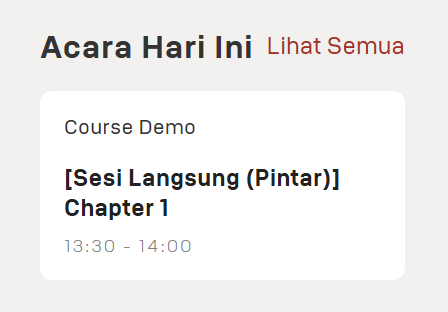 Acara Hari Ini Lihat Semua
Course Demo
[Sesi Langsung (Pintar)]
Chapter 1
13:30 - 14:00